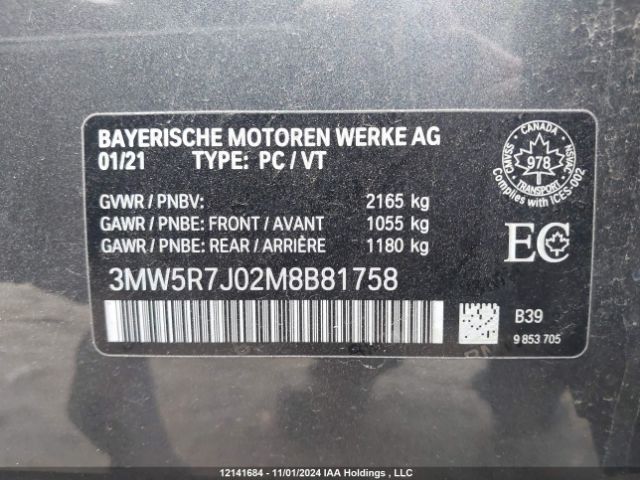 BAYERISCHE MOTOREN WERKE AG
01/21 TYPE: PC / VT
GVWR / PNBV: 2165 kg
GAWR / PNBE: FRONT / AVANT 1055 kg
GAWR / PNBE: REAR / ARRIÈRE 1180 kg
3MW5R7J02M8B81758
CANADA
CMVSS
978
NSVAC
TRANSPORT
Complies with ICES-002
EC
B39
9 853 705
12141684 - 11/01/2024 IAA Holdings , LLC